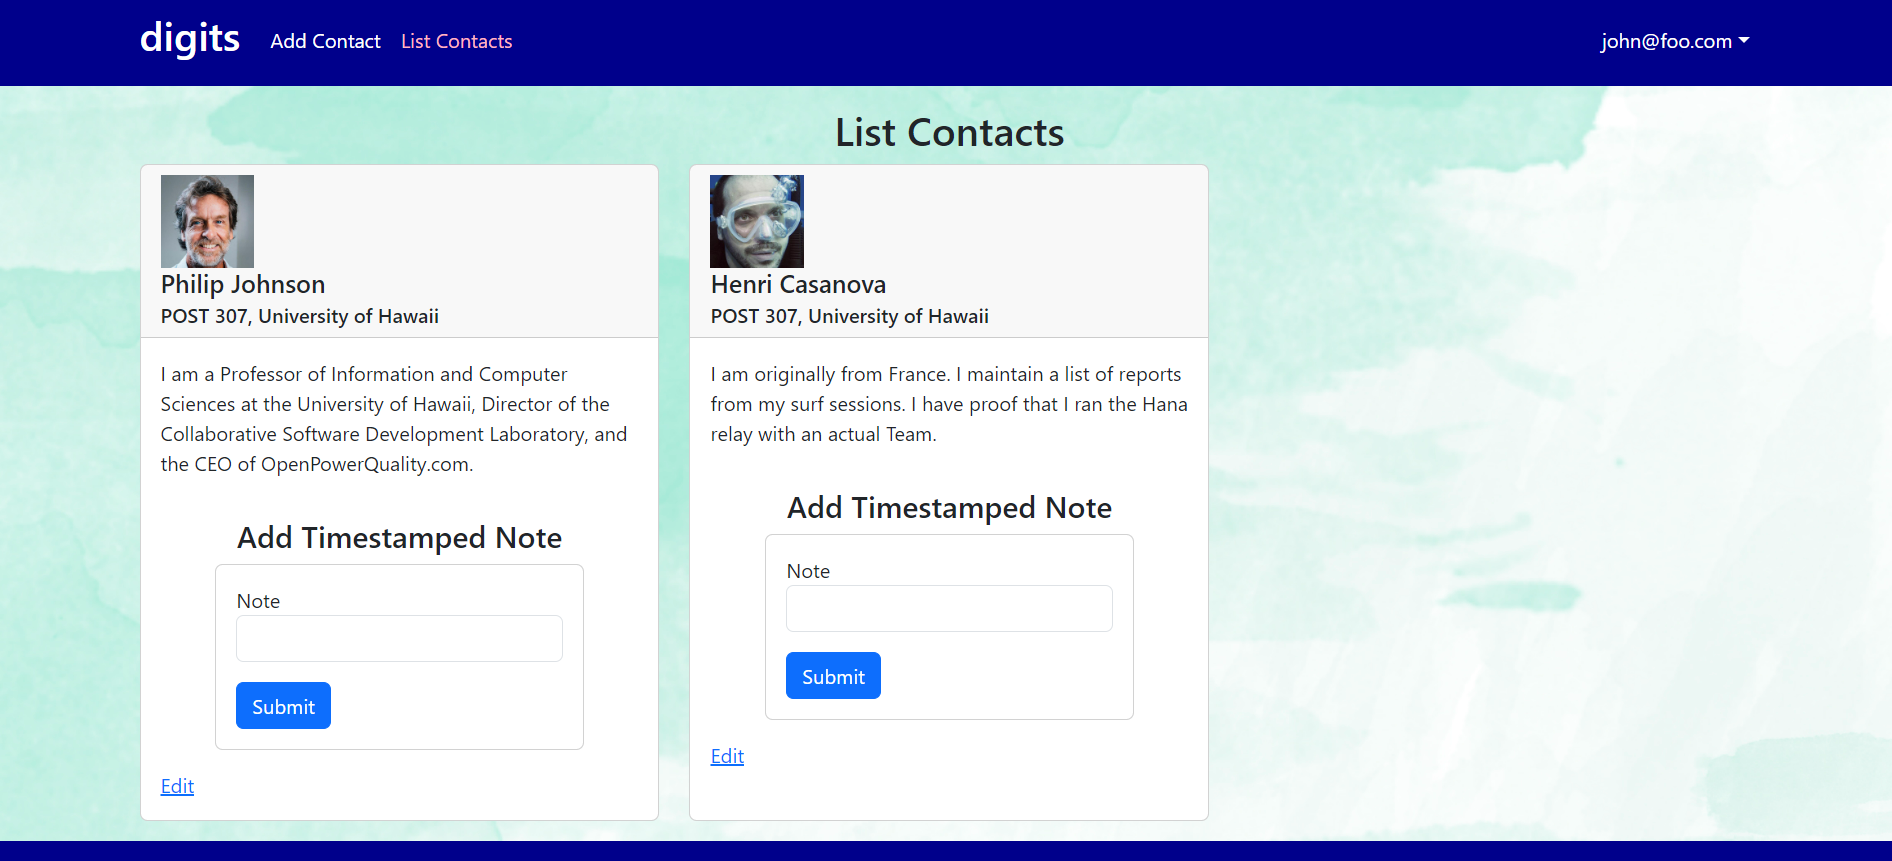 digits
Add Contact
List Contacts
john@foo.com
List Contacts
Philip Johnson
POST 307, University of Hawaii
I am a Professor of Information and Computer
Sciences at the University of Hawaii, Director of the
Collaborative Software Development Laboratory, and
the CEO of OpenPowerQuality.com.
Add Timestamped Note
Note
Submit
Edit
Henri Casanova
POST 307, University of Hawaii
I am originally from France. I maintain a list of reports
from my surf sessions. I have proof that I ran the Hana
relay with an actual Team.
Add Timestamped Note
Note
Submit
Edit